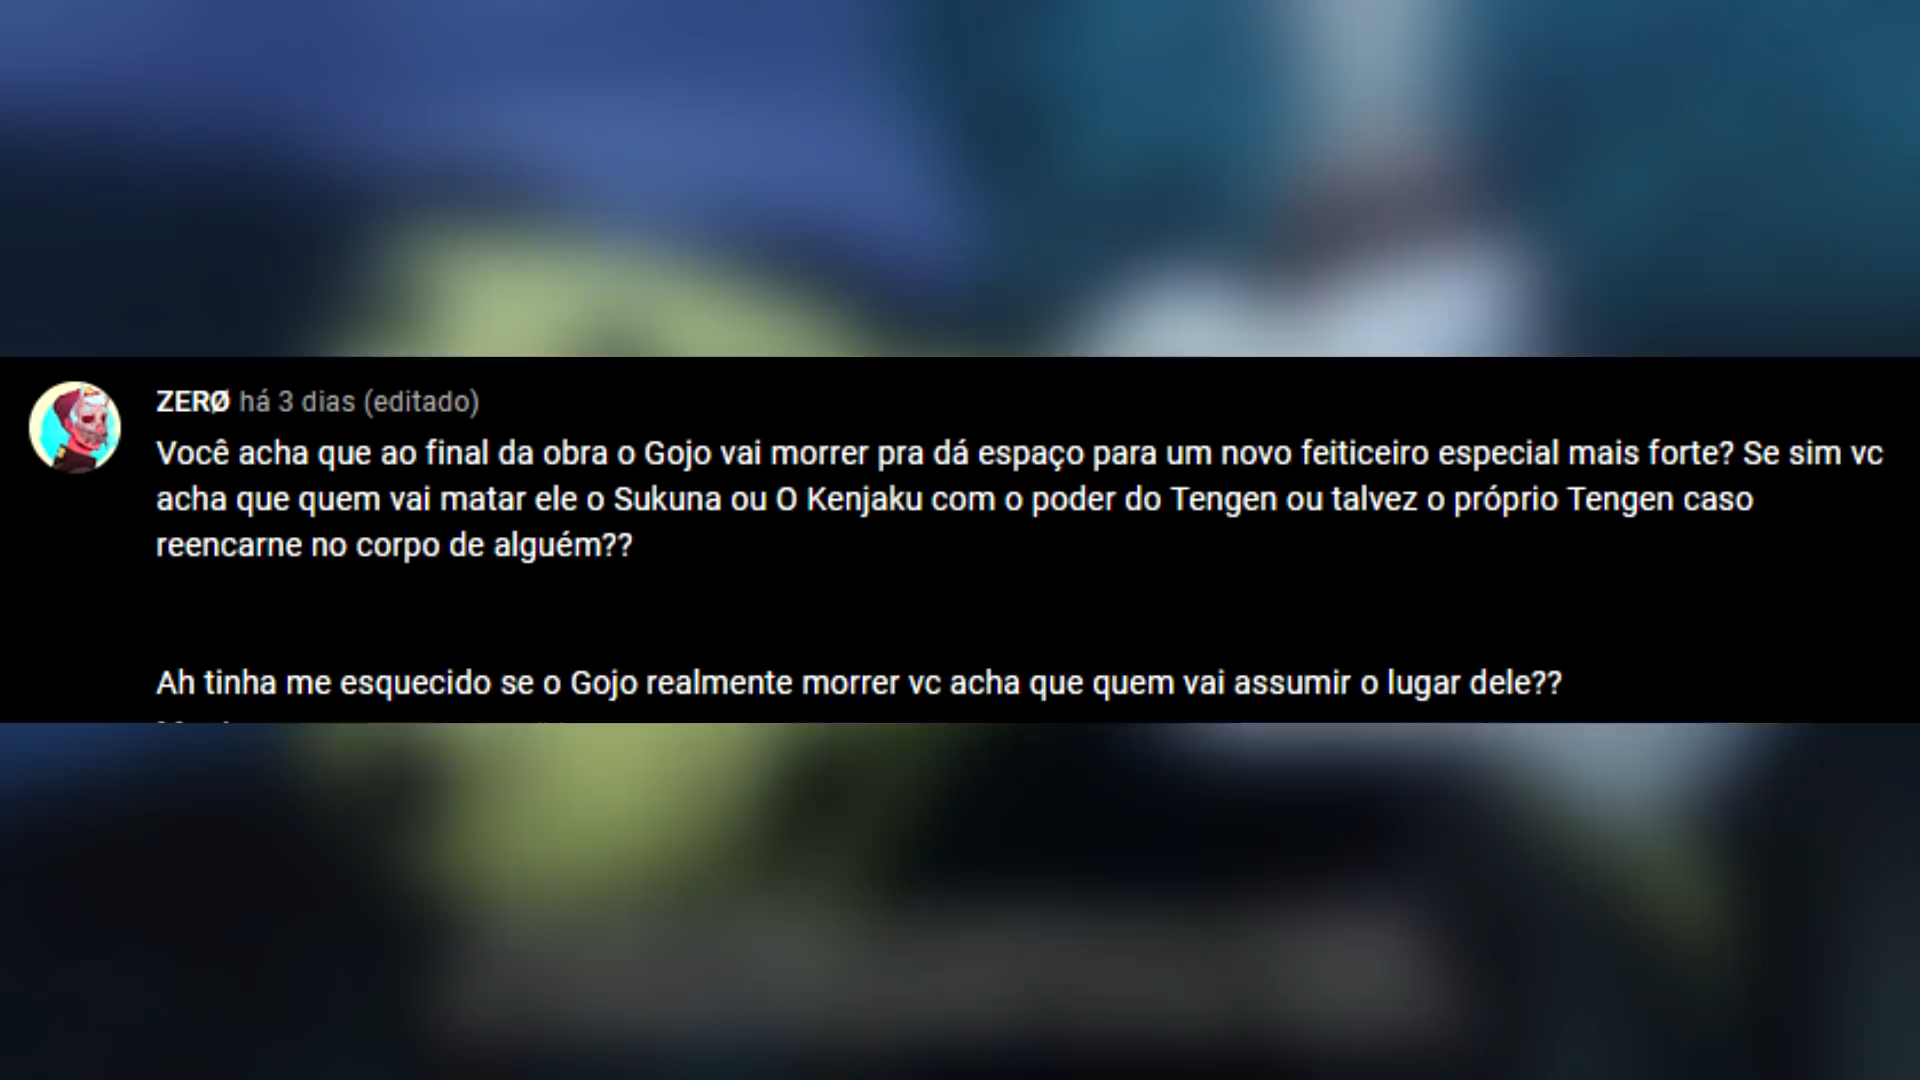 ZERØ há 3 dias (editado)
Você acha que ao final da obra o Gojo vai morrer pra dá espaço para um novo feiticeiro especial mais forte? Se sim vc
acha que quem vai matar ele o Sukuna ou O Kenjaku com o poder do Tengen ou talvez o próprio Tengen caso
reencarne no corpo de alguém??
Ah tinha me esquecido se o Gojo realmente morrer vc acha que quem vai assumir o lugar dele??